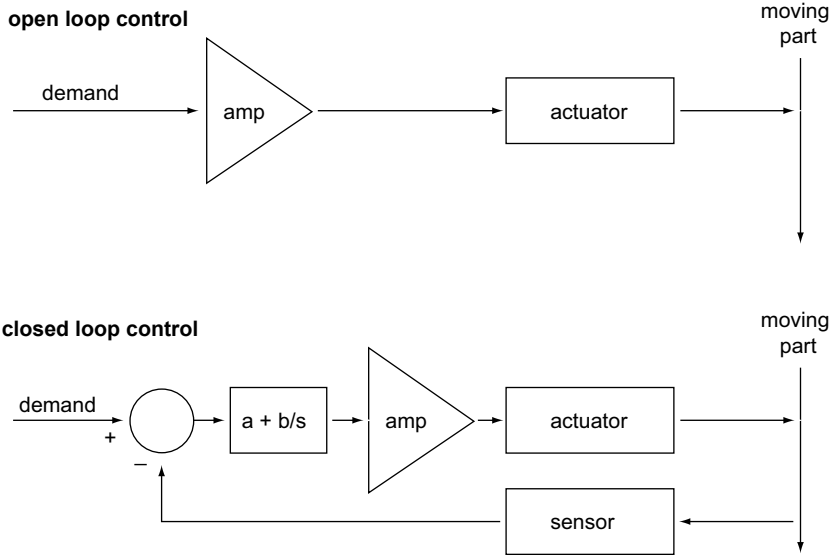 open loop control
moving
part
demand
amp
actuator
closed loop control
moving
part
demand
+
–
a + b/s
amp
actuator
sensor